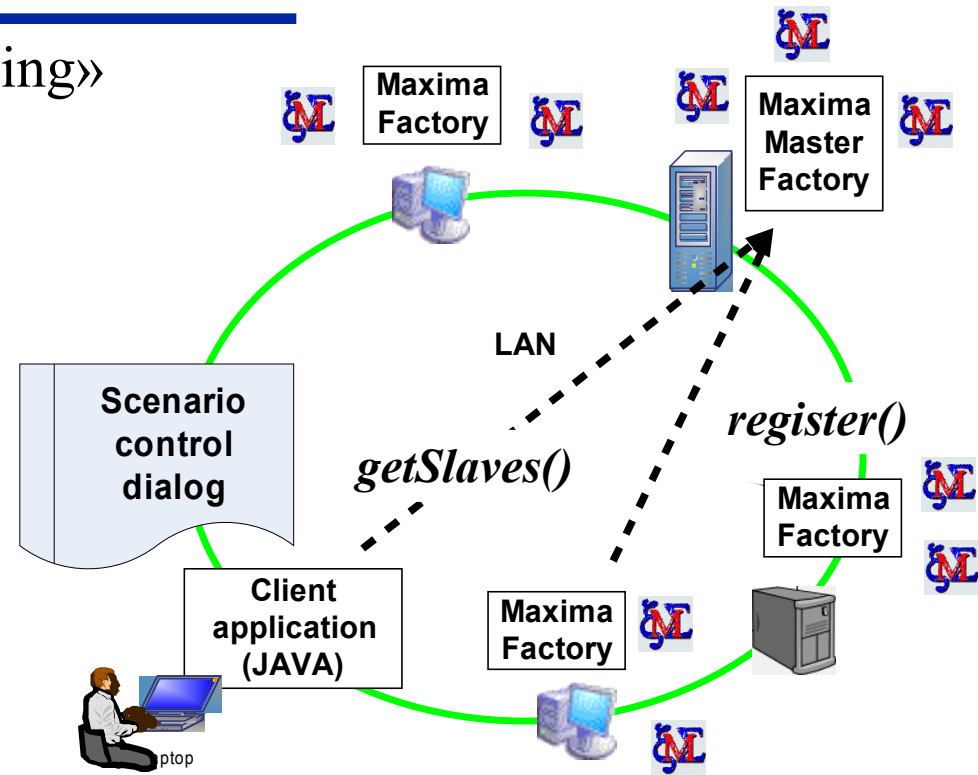 ing»
Maxima
Factory
Maxima
Master
Factory
LAN
Scenario
control
dialog
register()
getSlaves()
Maxima
Factory
Client
application
(JAVA)
Maxima
Factory
ptop